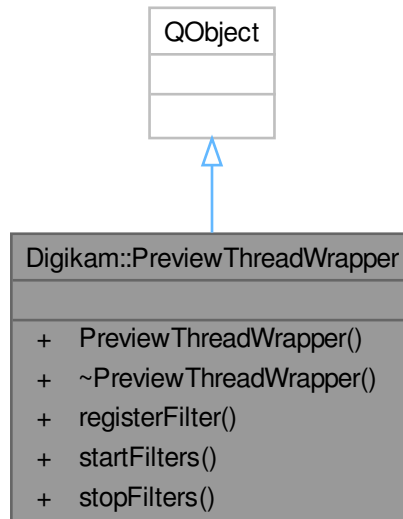 QObject
Digikam::PreviewThreadWrapper
+ PreviewThreadWrapper()
+ ~PreviewThreadWrapper()
+ registerFilter()
+ startFilters()
+ stopFilters()